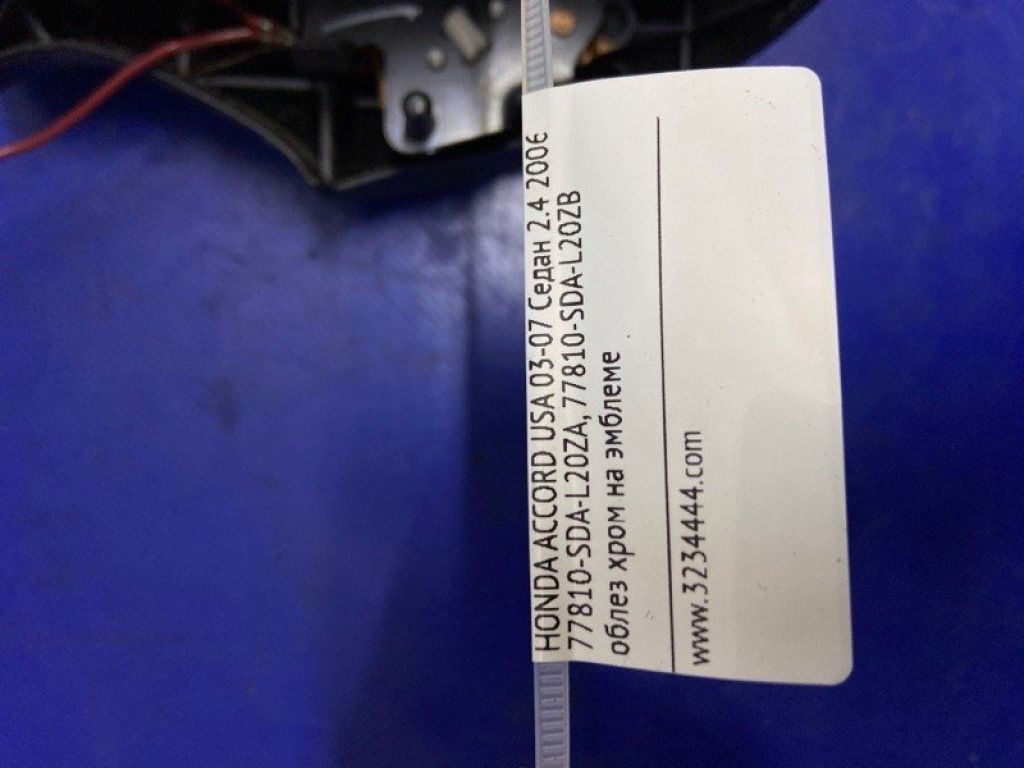 HONDA ACCORD USA 03-07 Седан 2.4 2006
77810-SDA-L20ZA, 77810-SDA-L20ZB
облез хром на эмблеме
www.3234444.com